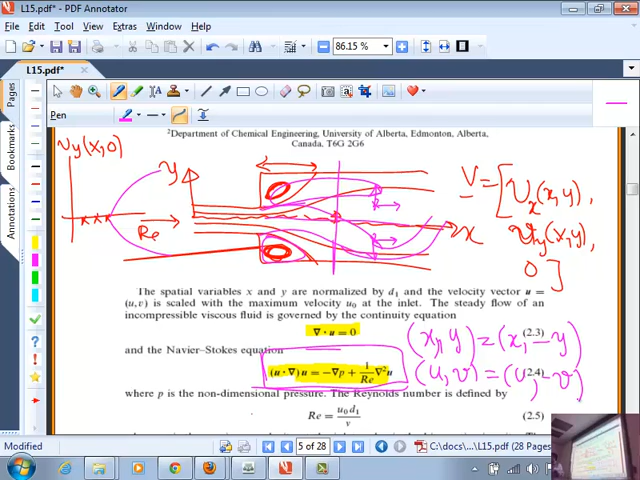 L15.pdf* - PDF Annotator
File Edit View Insert Tools Extras Window Help
86.15 %
L15.pdf*
Pen
Pages
Annotations
²Department of Chemical Engineering, University of Alberta, Edmonton, Alberta,
Canada, T6G 2G6
v_y(x,0)
y
Re
x
V = [v_x(x,y),
v_y(x,y),
0]
The spatial variables x and y are normalized by d₁ and the velocity vector u =
(u, v) is scaled with the maximum velocity u₀ at the inlet. The steady flow of an
incompressible viscous fluid is governed by the continuity equation
∇ · u = 0 (2.3)
(x, y) = (x, -y)
and the Navier–Stokes equation
(u · ∇)u = −∇p + 1/Re ∇²u (2.4)
(u, v) = (u, -v)
where p is the non-dimensional pressure. The Reynolds number is defined by
Re = u₀d₁/ν (2.5)
Modified
5 of 28
C:\docs\...\L15.pdf (28 Pages)